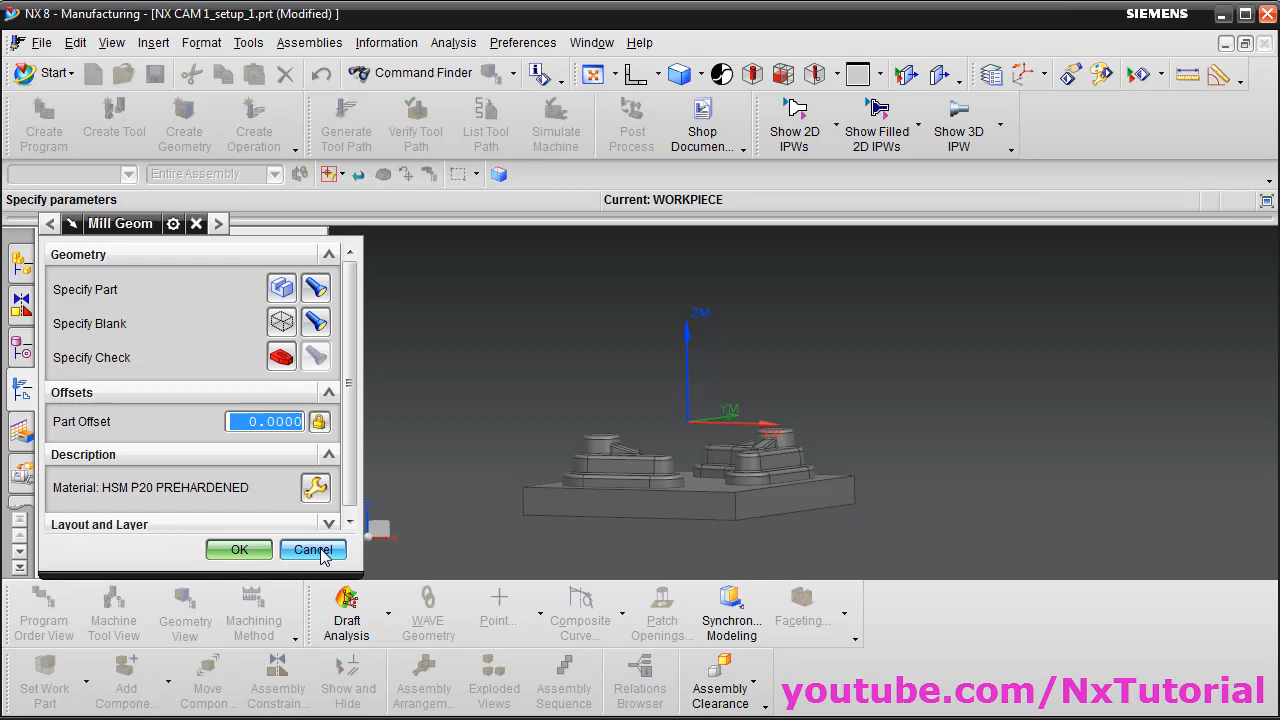 NX 8 - Manufacturing - [NX CAM 1_setup_1.prt (Modified) ]
SIEMENS
File Edit View Insert Format Tools Assemblies Information Analysis Preferences Window Help
Start Command Finder
Create Program
Create Tool
Create Geometry
Create Operation
Generate Tool Path
Verify Tool Path
List Tool Path
Simulate Machine
Post Process
Shop Documen...
Show 2D IPWs
Show Filled 2D IPWs
Show 3D IPW
Entire Assembly
Specify parameters
Current: WORKPIECE
Mill Geom
Geometry
Specify Part
Specify Blank
Specify Check
Offsets
Part Offset 0.0000
Description
Material: HSM P20 PREHARDENED
Layout and Layer
OK Cancel
ZM
YM
Program Order View
Machine Tool View
Geometry View
Machining Method
Draft Analysis
WAVE Geometry
Point...
Composite Curve...
Patch Openings...
Synchron... Modeling
Faceting...
Set Work Part
Add Compone...
Move Compon...
Assembly Constrain...
Show and Hide
Assembly Arrangem...
Exploded Views
Assembly Sequence
Relations Browser
Assembly Clearance
youtube.com/NxTutorial